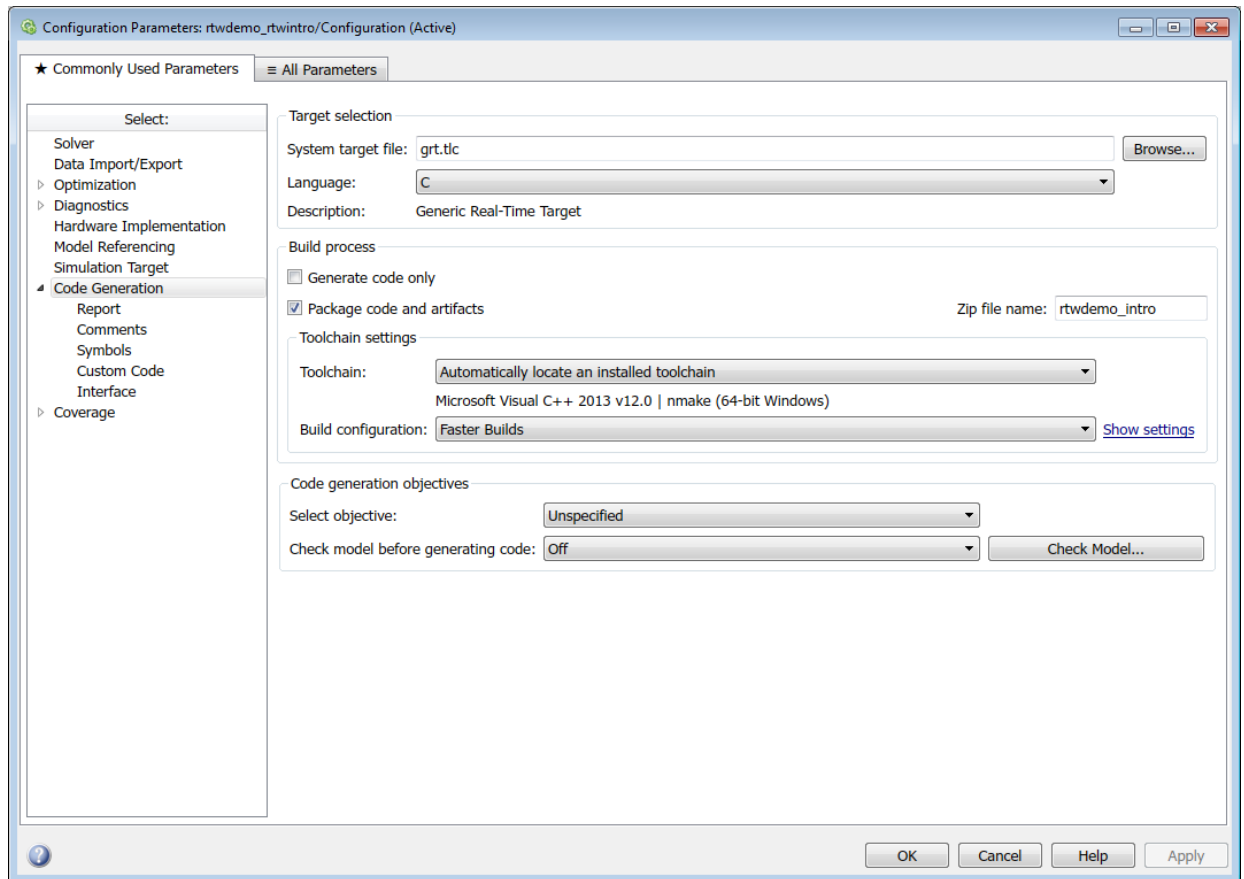 Configuration Parameters: rtwdemo_rtwintro/Configuration (Active)
★ Commonly Used Parameters
≡ All Parameters
Select:
Solver
Data Import/Export
Optimization
Diagnostics
Hardware Implementation
Model Referencing
Simulation Target
Code Generation
Report
Comments
Symbols
Custom Code
Interface
Coverage
Target selection
System target file: grt.tlc Browse...
Language: C
Description: Generic Real-Time Target
Build process
Generate code only
Package code and artifacts Zip file name: rtwdemo_intro
Toolchain settings
Toolchain: Automatically locate an installed toolchain
Microsoft Visual C++ 2013 v12.0 | nmake (64-bit Windows)
Build configuration: Faster Builds Show settings
Code generation objectives
Select objective: Unspecified
Check model before generating code: Off Check Model...
? OK Cancel Help Apply